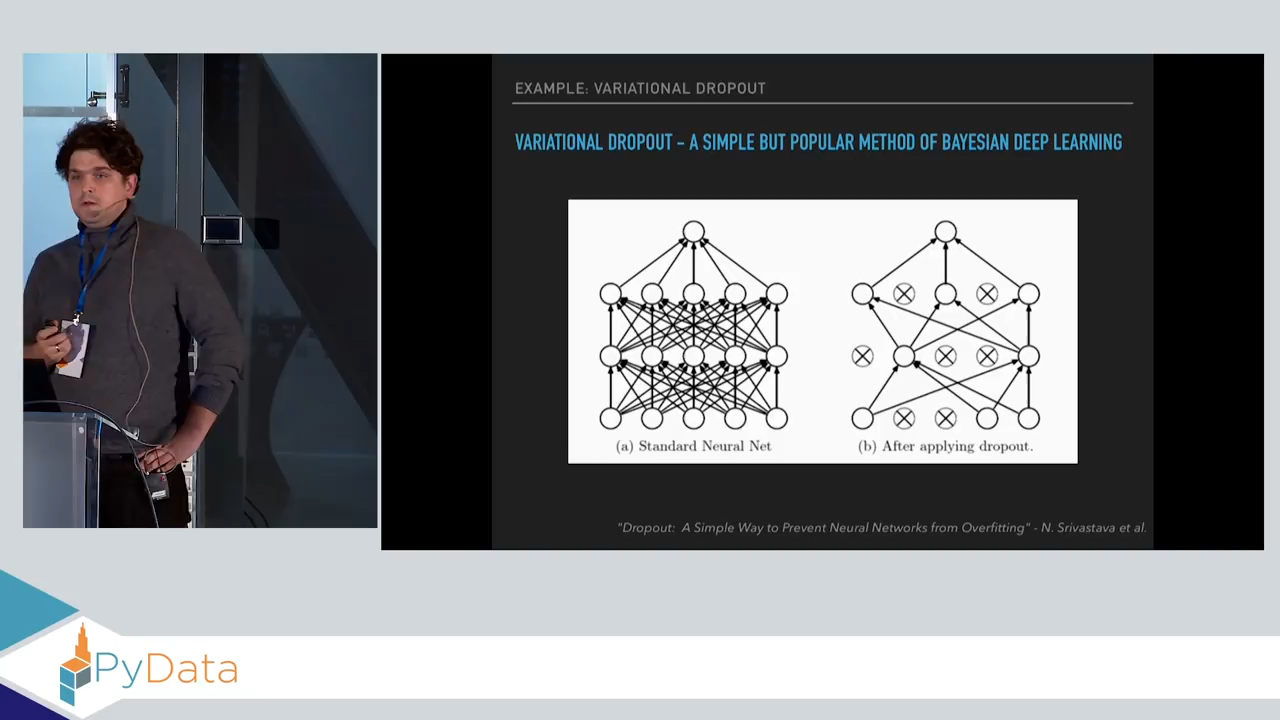 EXAMPLE: VARIATIONAL DROPOUT
VARIATIONAL DROPOUT – A SIMPLE BUT POPULAR METHOD OF BAYESIAN DEEP LEARNING
(a) Standard Neural Net
(b) After applying dropout.
"Dropout: A Simple Way to Prevent Neural Networks from Overfitting" - N. Srivastava et al.
PyData